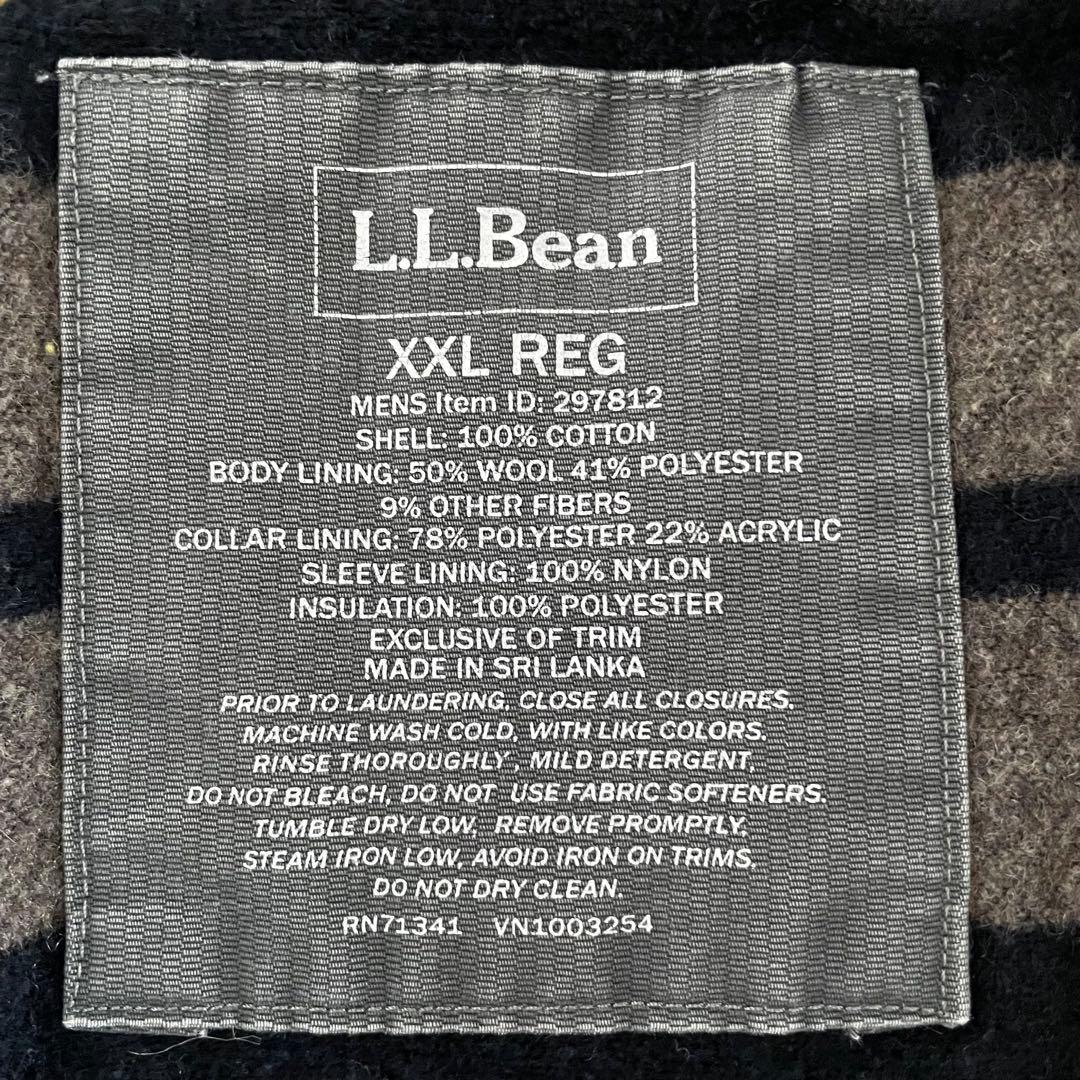 L.L.Bean
XXL REG
MENS Item ID: 297812
SHELL: 100% COTTON
BODY LINING: 50% WOOL 41% POLYESTER
9% OTHER FIBERS
COLLAR LINING: 78% POLYESTER 22% ACRYLIC
SLEEVE LINING: 100% NYLON
INSULATION: 100% POLYESTER
EXCLUSIVE OF TRIM
MADE IN SRI LANKA
PRIOR TO LAUNDERING, CLOSE ALL CLOSURES.
MACHINE WASH COLD, WITH LIKE COLORS.
RINSE THOROUGHLY, MILD DETERGENT,
DO NOT BLEACH, DO NOT USE FABRIC SOFTENERS.
TUMBLE DRY LOW, REMOVE PROMPTLY,
STEAM IRON LOW, AVOID IRON ON TRIMS,
DO NOT DRY CLEAN.
RN71341 VN1003254